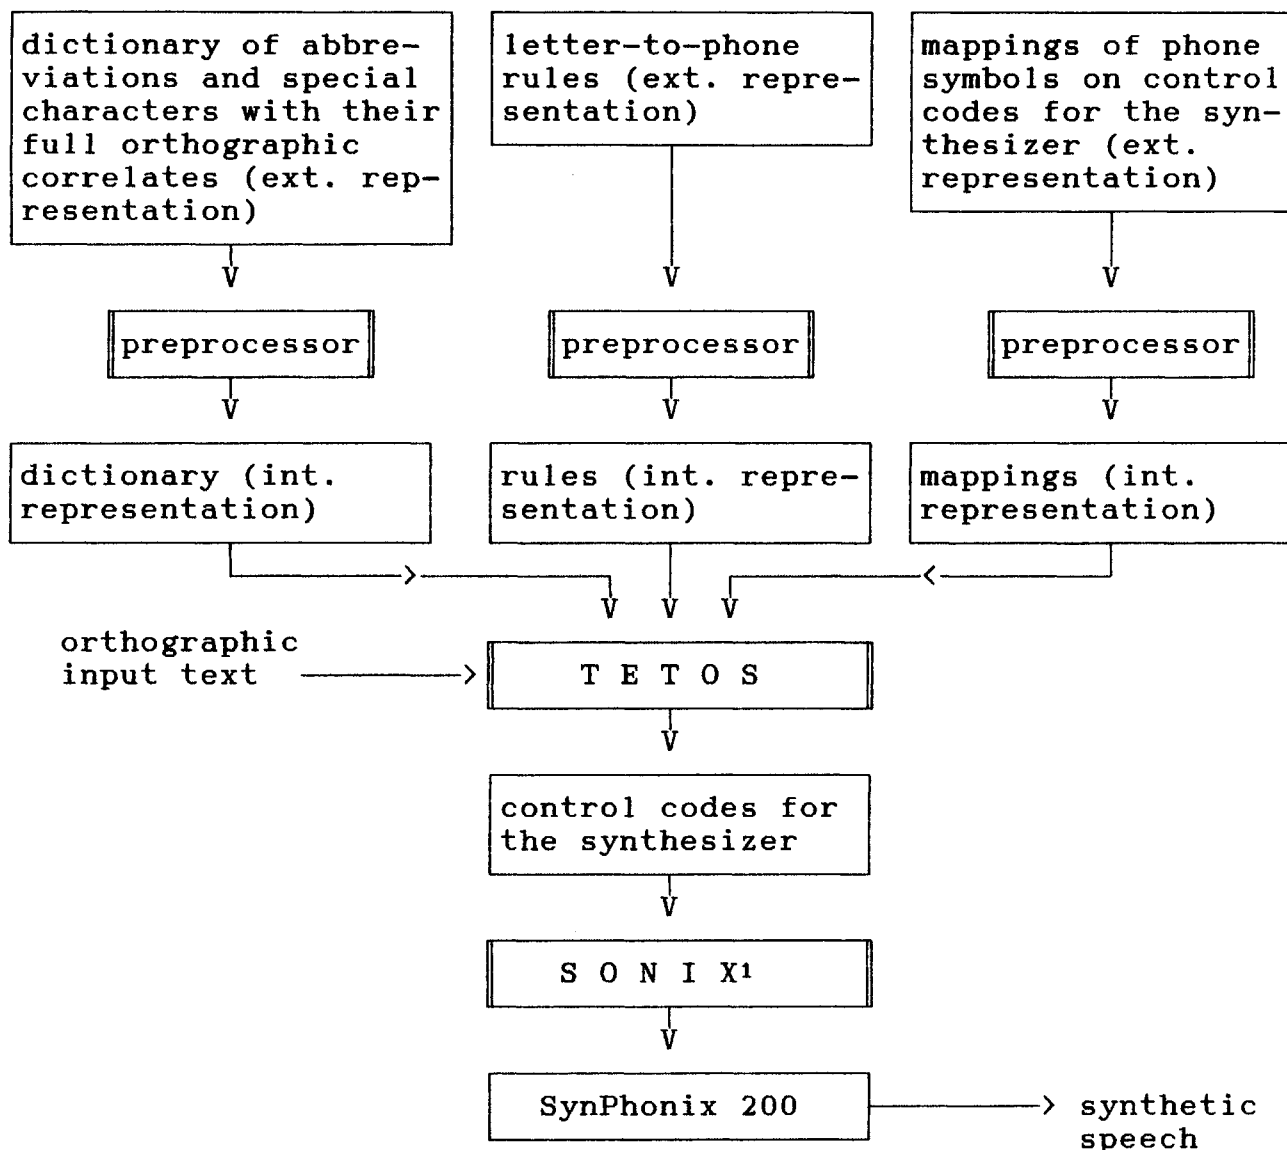 dictionary of abbre-
viations and special
characters with their
full orthographic
correlates (ext. rep-
resentation)
letter-to-phone
rules (ext. repre-
sentation)
mappings of phone
symbols on control
codes for the syn-
thesizer (ext.
representation)
V
V
V
preprocessor
preprocessor
preprocessor
V
V
V
dictionary (int.
representation)
rules (int. repre-
sentation)
mappings (int.
representation)
>
<
V V V
orthographic
input text
>
T E T O S
V
control codes for
the synthesizer
V
S O N I X¹
V
SynPhonix 200
> synthetic
speech